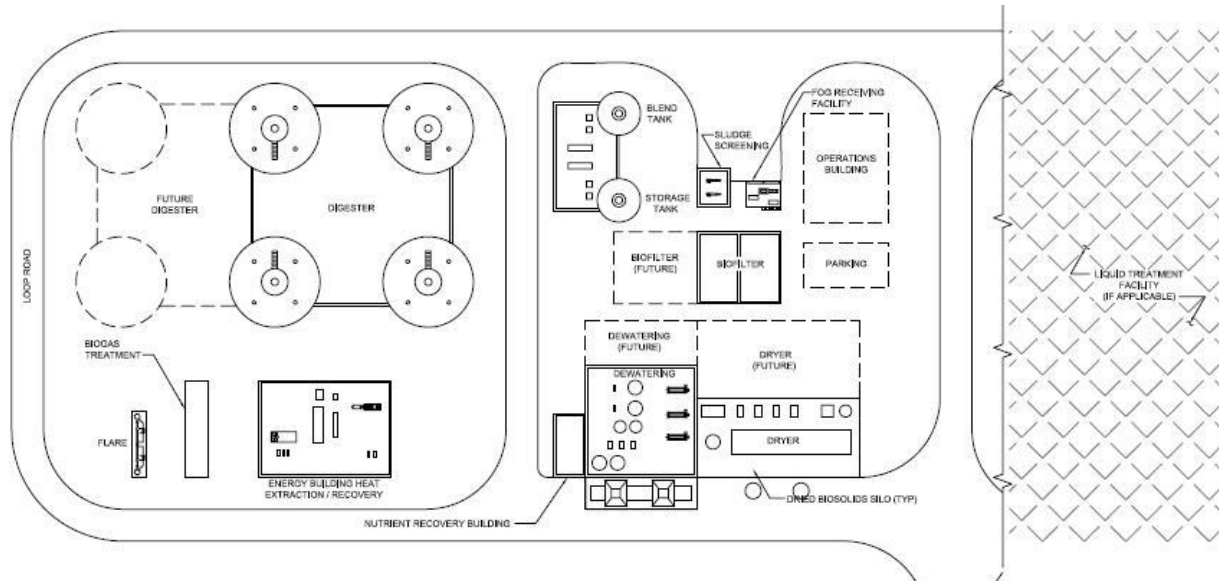 LOOP ROAD
FUTURE
DIGESTER
DIGESTER
BLEND
TANK
STORAGE
TANK
SLUDGE
SCREENING
FOG RECEIVING
FACILITY
OPERATIONS
BUILDING
BIOFILTER
(FUTURE)
BIOFILTER
PARKING
LIQUID TREATMENT
FACILITY
(IF APPLICABLE)
BIOGAS
TREATMENT
FLARE
ENERGY BUILDING HEAT
EXTRACTION / RECOVERY
DEWATERING
(FUTURE)
DEWATERING
DRYER
(FUTURE)
DRYER
DRIED BIOSOLIDS SILO (TYP)
NUTRIENT RECOVERY BUILDING